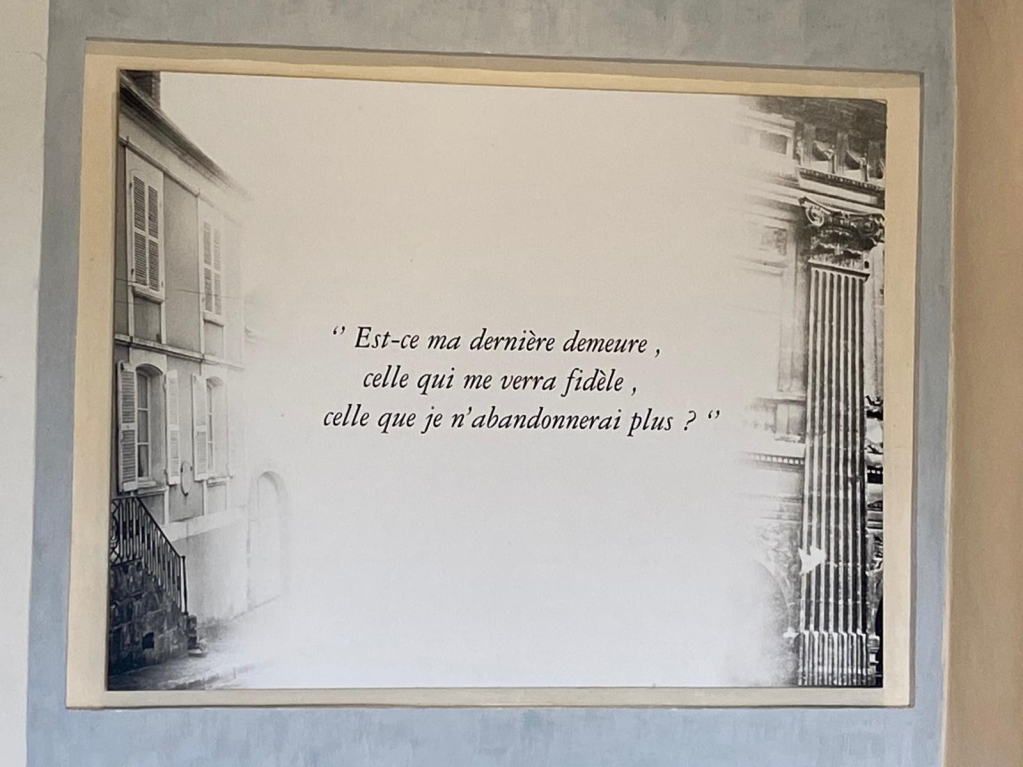 ‘’ Est-ce ma dernière demeure ,
celle qui me verra fidèle ,
celle que je n’abandonnerai plus ? ‘’